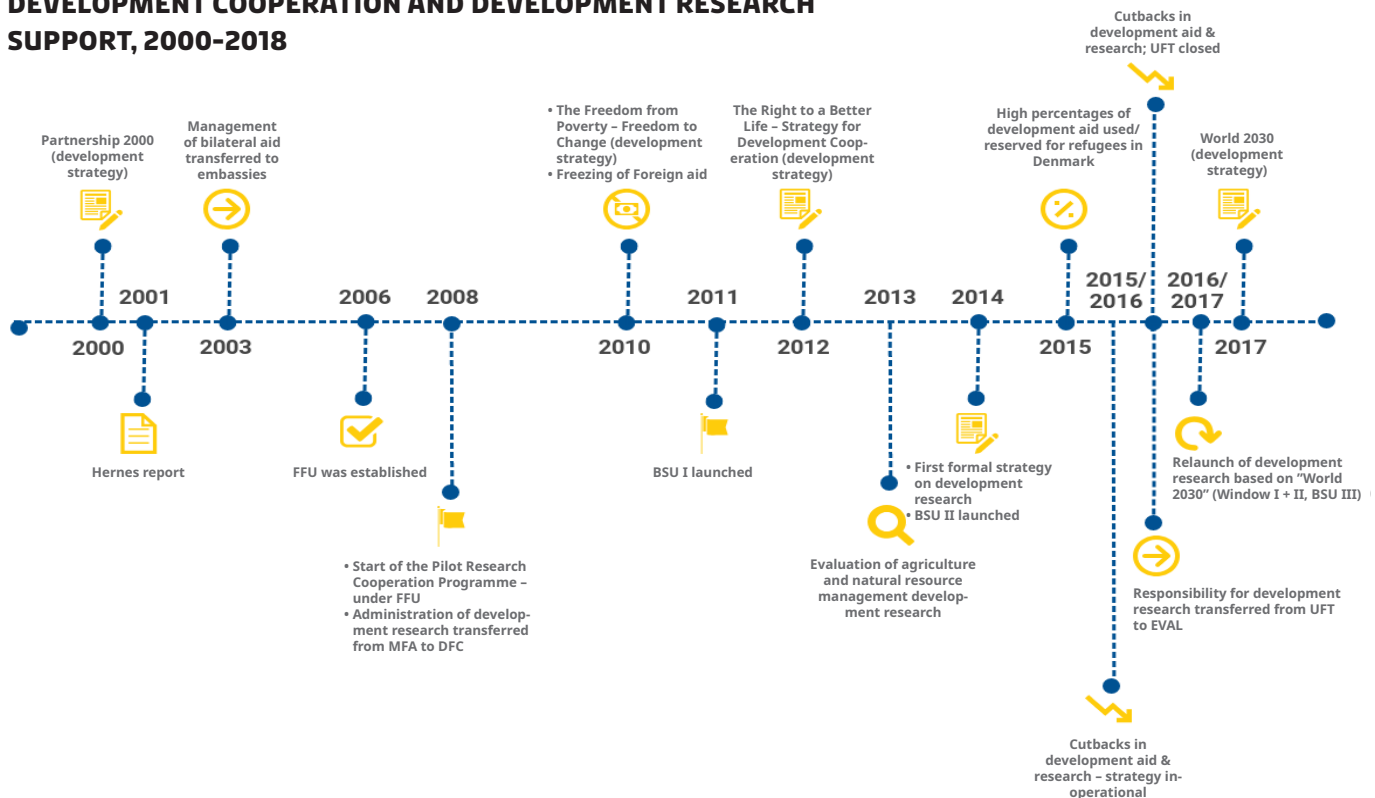 DEVELOPMENT COOPERATION AND DEVELOPMENT RESEARCH
SUPPORT, 2000-2018
Cutbacks in
development aid &
research; UFT closed
Partnership 2000
(development
strategy)
Management
of bilateral aid
transferred to
embassies
• The Freedom from
Poverty – Freedom to
Change (development
strategy)
• Freezing of Foreign aid
The Right to a Better
Life – Strategy for
Development Coop-
eration (development
strategy)
High percentages of
development aid used/
reserved for refugees in
Denmark
World 2030
(development
strategy)
2001
2006
2008
2011
2013
2014
2015/
2016
2016/
2017
2000
2003
2010
2012
2015
2017
Hernes report
FFU was established
BSU I launched
• First formal strategy
on development
research
• BSU II launched
Relaunch of development
research based on ”World
2030” (Window I + II, BSU III)
• Start of the Pilot Research
Cooperation Programme –
under FFU
• Administration of develop-
ment research transferred
from MFA to DFC
Evaluation of agriculture
and natural resource
management develop-
ment research
Responsibility for development
research transferred from UFT
to EVAL
Cutbacks in
development aid &
research – strategy in-
operational